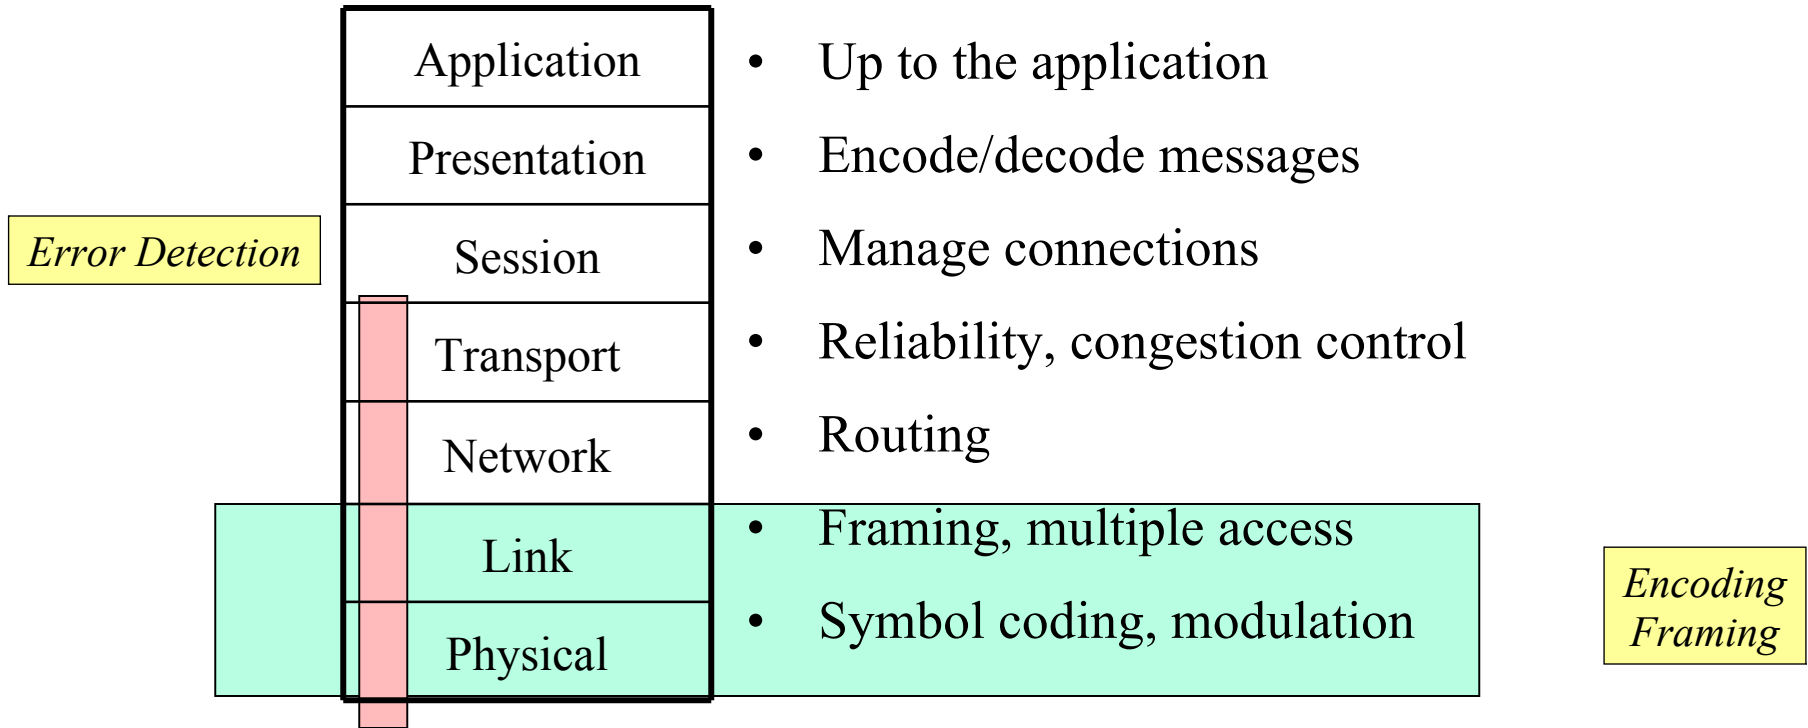 Application
• Up to the application
Presentation
• Encode/decode messages
Error Detection
Session
• Manage connections
Transport
• Reliability, congestion control
Network
• Routing
Link
• Framing, multiple access
Physical
• Symbol coding, modulation
Encoding
Framing